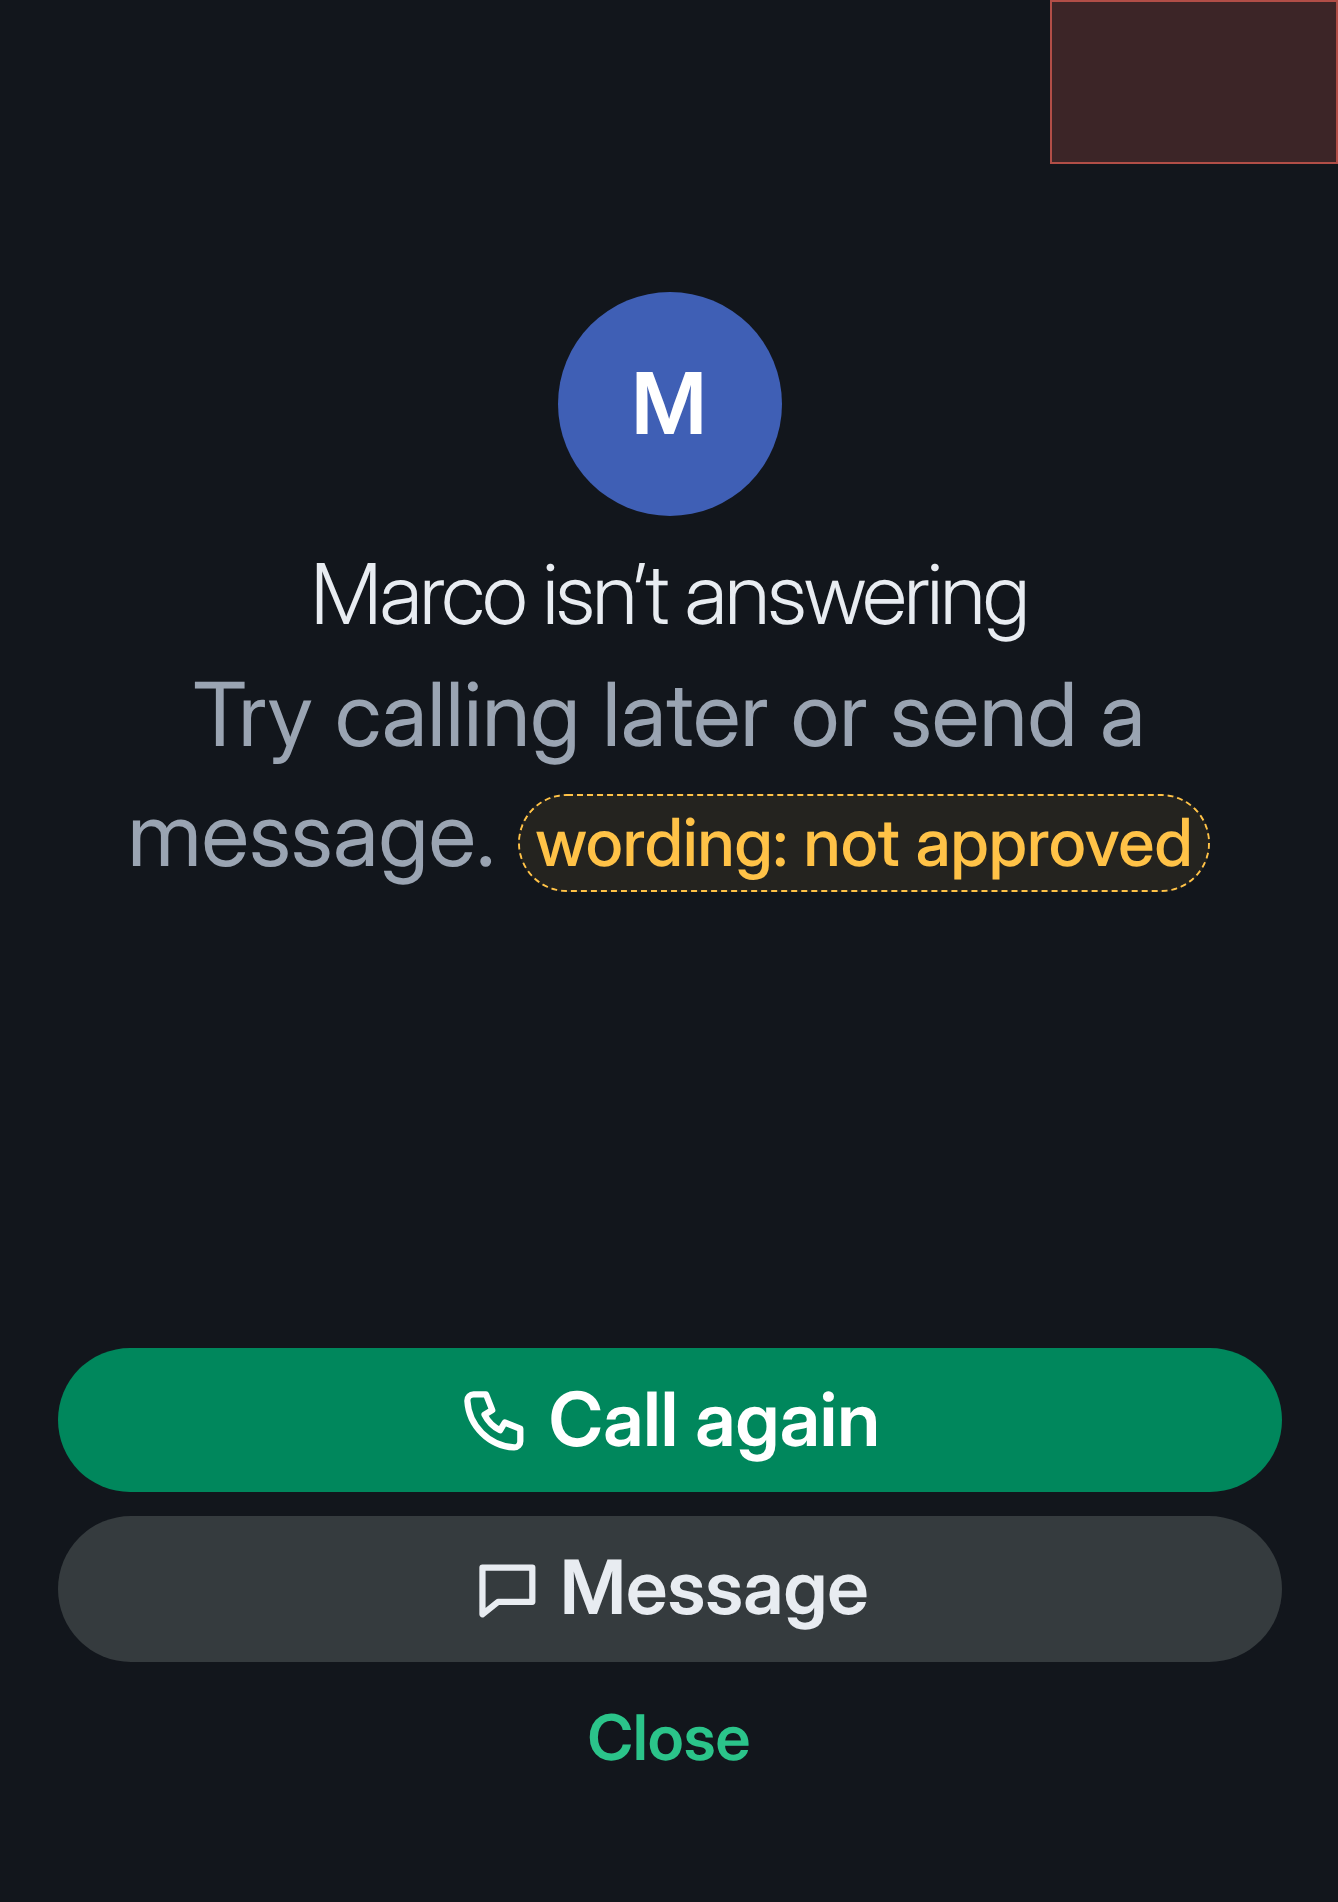 M
Marco isn’t answering
Try calling later or send a
message. wording: not approved
Call again
Message
Close